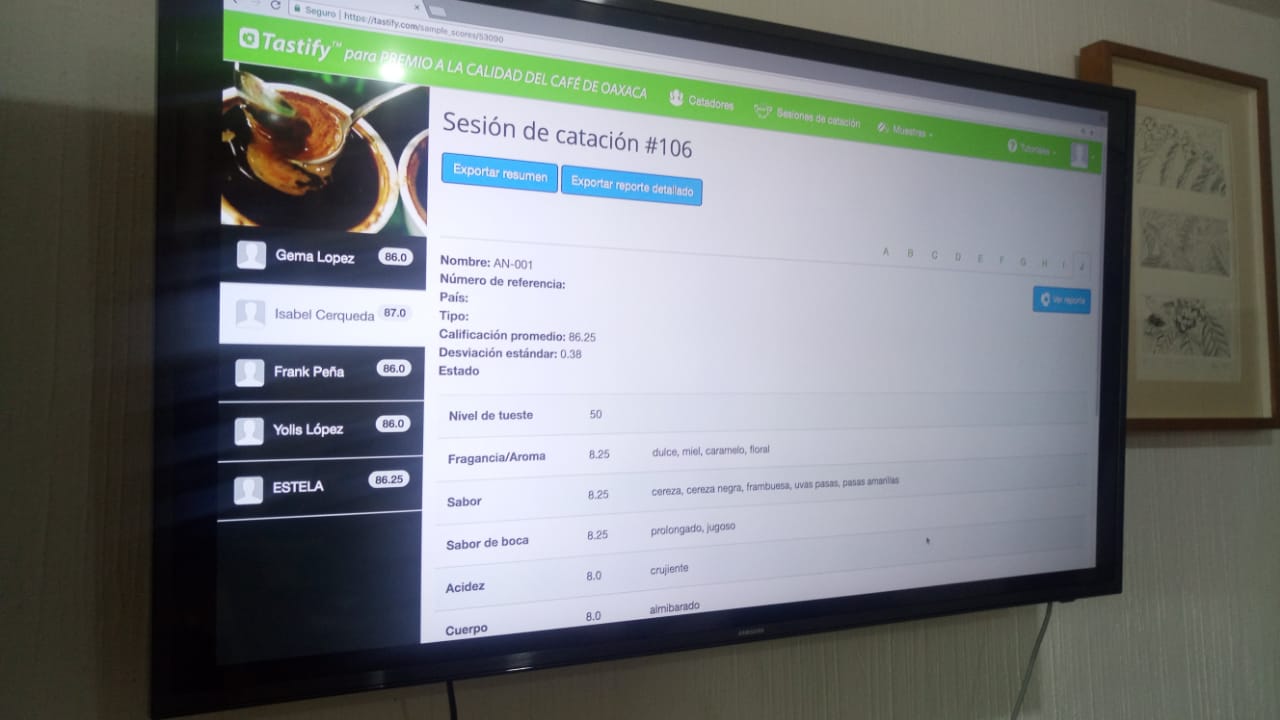 Seguro | https://tastify.com/sample_scores/53090
Tastify™ para PREMIO A LA CALIDAD DEL CAFÉ DE OAXACA
Catadores
Sesiones de catación
Muestras
Tutoriales
Sesión de catación #106
Exportar resumen
Exportar reporte detallado
A B C D E F G H I J
Ver reporte
Gema Lopez 86.0
Isabel Cerqueda 87.0
Frank Peña 86.0
Yolis López 86.0
ESTELA 86.25
Nombre: AN-001
Número de referencia:
País:
Tipo:
Calificación promedio: 86.25
Desviación estándar: 0.38
Estado
Nivel de tueste 50
Fragancia/Aroma 8.25 dulce, miel, caramelo, floral
Sabor 8.25 cereza, cereza negra, frambuesa, uvas pasas, pasas amarillas
Sabor de boca 8.25 prolongado, jugoso
Acidez 8.0 crujiente
Cuerpo 8.0 almibarado
SAMSUNG